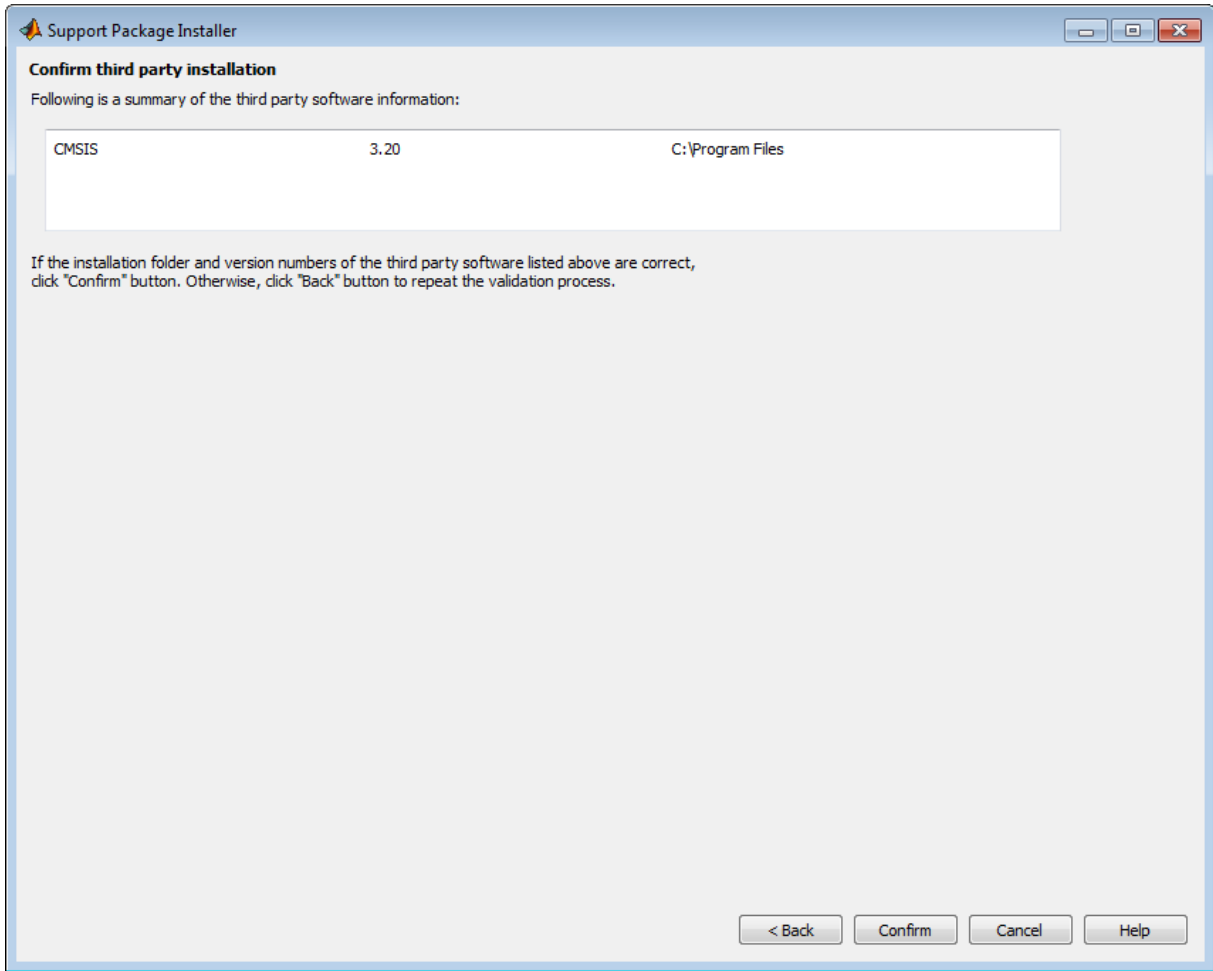 Support Package Installer
Confirm third party installation
Following is a summary of the third party software information:
CMSIS 3.20 C:\Program Files
If the installation folder and version numbers of the third party software listed above are correct,
click "Confirm" button. Otherwise, click "Back" button to repeat the validation process.
< Back Confirm Cancel Help